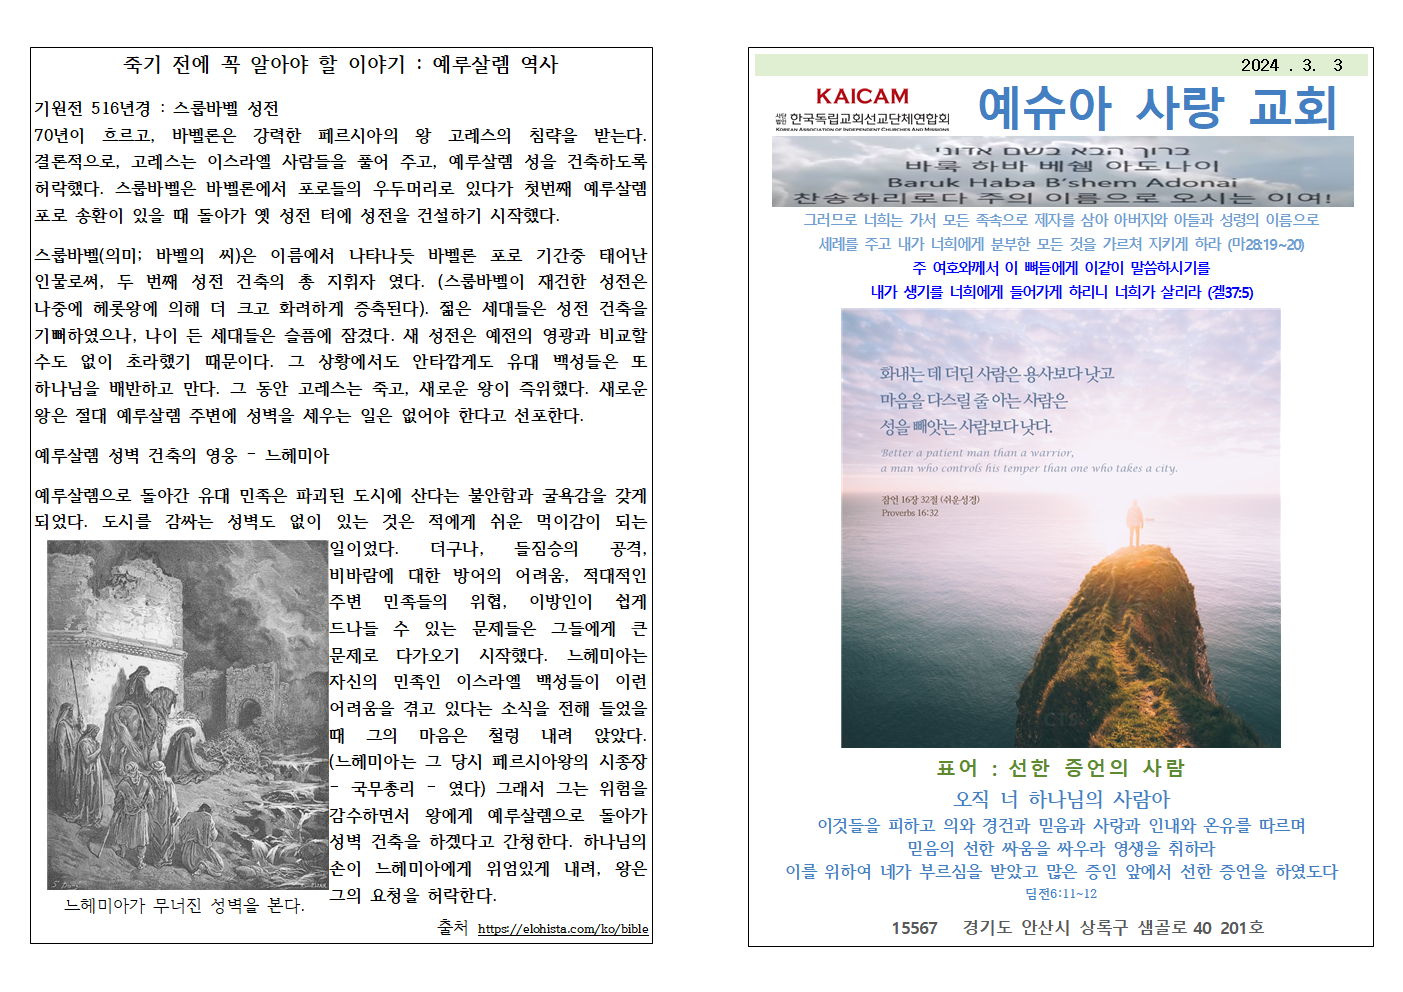 죽기 전에 꼭 알아야 할 이야기 : 예루살렘 역사
기원전 516년경 : 스룹바벨 성전
70년이 흐르고, 바벨론은 강력한 페르시아의 왕 고레스의 침략을 받는다.
결론적으로, 고레스는 이스라엘 사람들을 풀어 주고, 예루살렘 성을 건축하도록
허락했다. 스룹바벨은 바벨론에서 포로들의 우두머리로 있다가 첫번째 예루살렘
포로 송환이 있을 때 돌아가 옛 성전 터에 성전을 건설하기 시작했다.
스룹바벨(의미; 바벨의 씨)은 이름에서 나타나듯 바벨론 포로 기간중 태어난
인물로써, 두 번째 성전 건축의 총 지휘자 였다. (스룹바벨이 재건한 성전은
나중에 헤롯왕에 의해 더 크고 화려하게 증축된다). 젊은 세대들은 성전 건축을
기뻐하였으나, 나이 든 세대들은 슬픔에 잠겼다. 새 성전은 예전의 영광과 비교할
수도 없이 초라했기 때문이다. 그 상황에서도 안타깝게도 유대 백성들은 또
하나님을 배반하고 만다. 그 동안 고레스는 죽고, 새로운 왕이 즉위했다. 새로운
왕은 절대 예루살렘 주변에 성벽을 세우는 일은 없어야 한다고 선포한다.
예루살렘 성벽 건축의 영웅 - 느헤미아
예루살렘으로 돌아간 유대 민족은 파괴된 도시에 산다는 불안함과 굴욕감을 갖게
되었다. 도시를 감싸는 성벽도 없이 있는 것은 적에게 쉬운 먹이감이 되는
일이었다. 더구나, 들짐승의 공격,
비바람에 대한 방어의 어려움, 적대적인
주변 민족들의 위협, 이방인이 쉽게
드나들 수 있는 문제들은 그들에게 큰
문제로 다가오기 시작했다. 느헤미아는
자신의 민족인 이스라엘 백성들이 이런
어려움을 겪고 있다는 소식을 전해 들었을
때 그의 마음은 철렁 내려 앉았다.
(느헤미아는 그 당시 페르시아왕의 시종장
- 국무총리 - 였다) 그래서 그는 위험을
감수하면서 왕에게 예루살렘으로 돌아가
성벽 건축을 하겠다고 간청한다. 하나님의
손이 느헤미아에게 위엄있게 내려, 왕은
그의 요청을 허락한다.
느헤미아가 무너진 성벽을 본다.
출처 https://elohista.com/ko/bible
2024 . 3. 3
KAICAM
사단법인 한국독립교회선교단체연합회
KOREAN ASSOCIATION OF INDEPENDENT CHURCHES AND MISSIONS
예슈아 사랑 교회
ברוך הבא בשם אדוני
바룩 하바 베쉠 아도나이
Baruk Haba B'shem Adonai
찬송하리로다 주의 이름으로 오시는 이여!
그러므로 너희는 가서 모든 족속으로 제자를 삼아 아버지와 아들과 성령의 이름으로
세례를 주고 내가 너희에게 분부한 모든 것을 가르쳐 지키게 하라 (마28:19~20)
주 여호와께서 이 뼈들에게 이같이 말씀하시기를
내가 생기를 너희에게 들어가게 하리니 너희가 살리라 (겔37:5)
화내는 데 더딘 사람은 용사보다 낫고
마음을 다스릴 줄 아는 사람은
성을 빼앗는 사람보다 낫다.
Better a patient man than a warrior,
a man who controls his temper than one who takes a city.
잠언 16장 32절 (쉬운성경)
Proverbs 16:32
CTS
표어 : 선한 증언의 사람
오직 너 하나님의 사람아
이것들을 피하고 의와 경건과 믿음과 사랑과 인내와 온유를 따르며
믿음의 선한 싸움을 싸우라 영생을 취하라
이를 위하여 네가 부르심을 받았고 많은 증인 앞에서 선한 증언을 하였도다
딤전6:11~12
15567 경기도 안산시 상록구 샘골로 40 201호